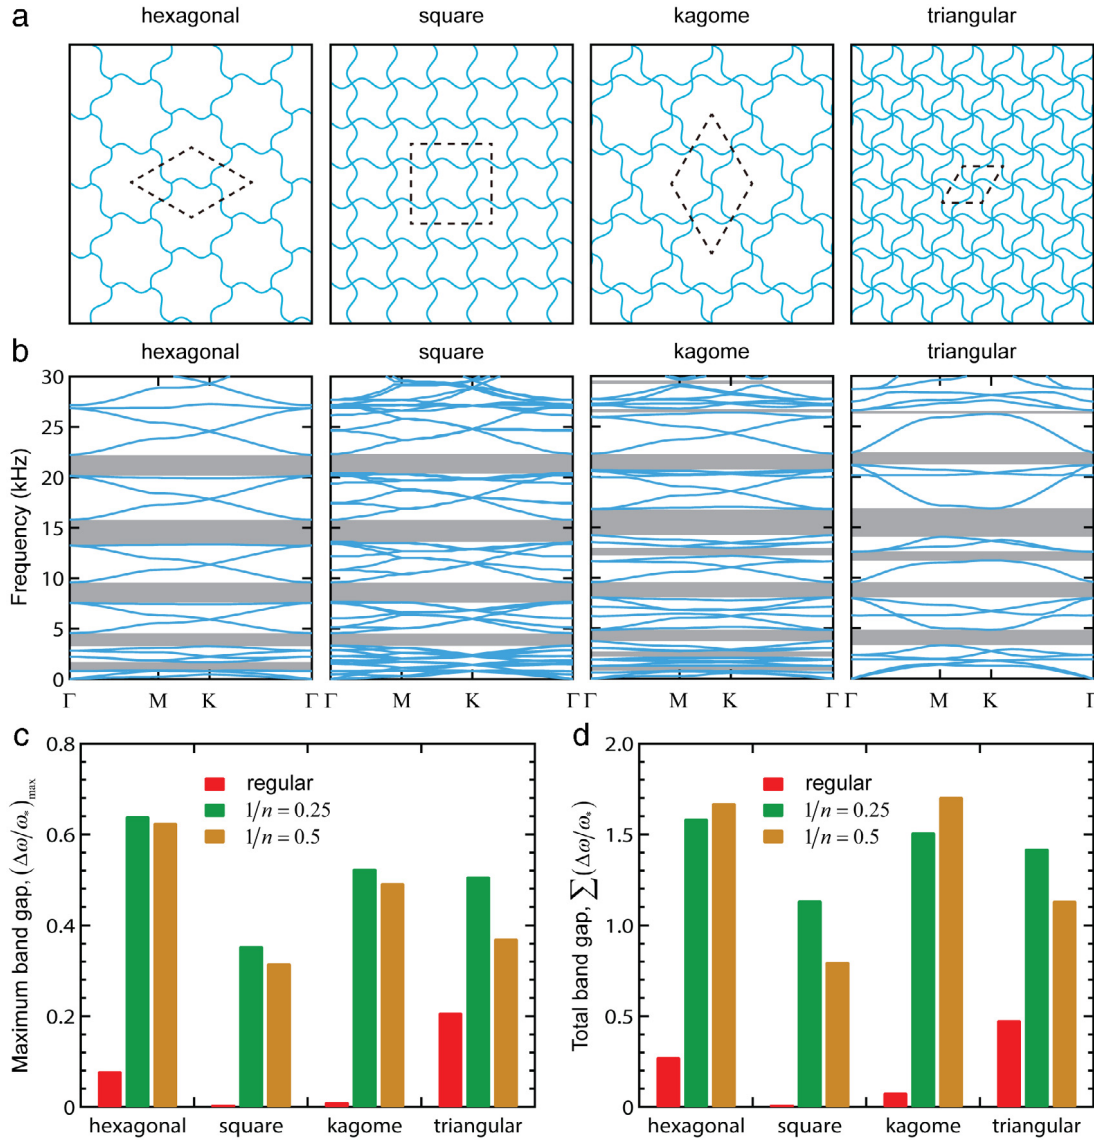 a
hexagonal square kagome triangular
b
hexagonal square kagome triangular
Frequency (kHz)
30
25
20
15
10
5
0
Γ M K Γ Γ M K Γ Γ M K Γ Γ M K Γ
c
Maximum band gap, (Δω/ω*)max
0.8
0.6
0.4
0.2
0
regular
1/n = 0.25
1/n = 0.5
hexagonal square kagome triangular
d
Total band gap, ∑(Δω/ω*)
2.0
1.5
1.0
0.5
0
regular
1/n = 0.25
1/n = 0.5
hexagonal square kagome triangular